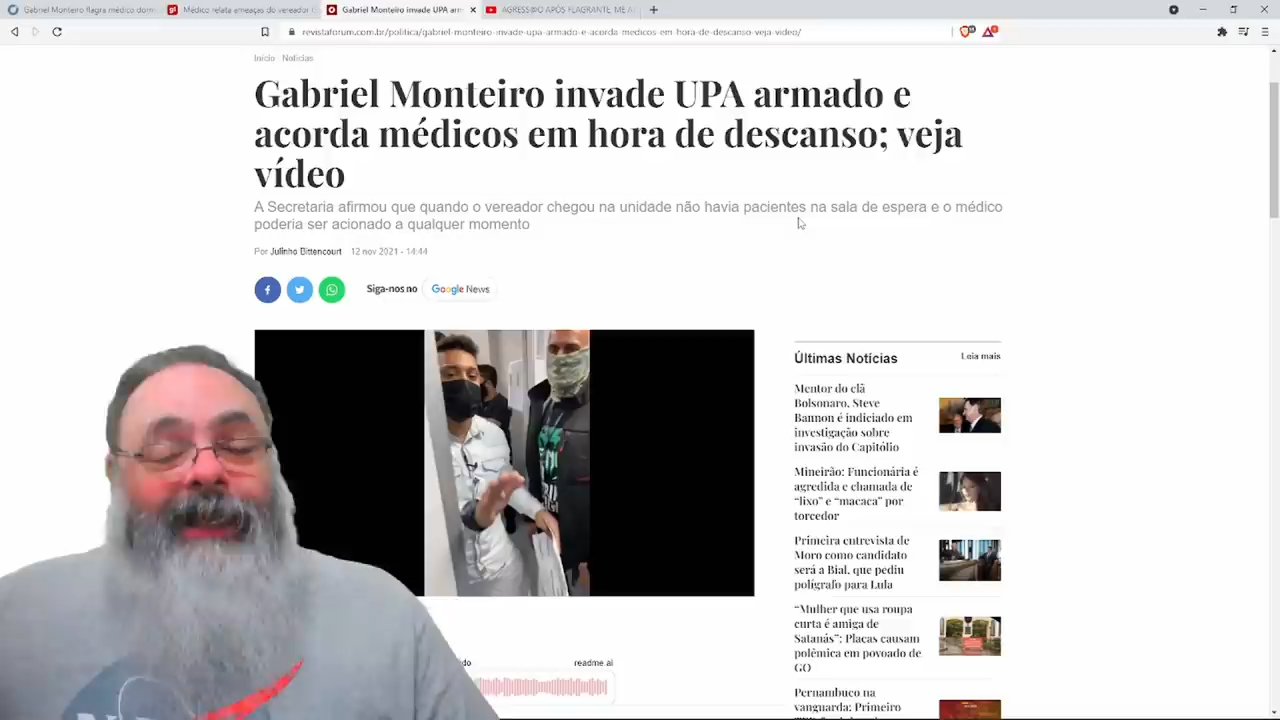 Gabriel Monteiro flagra médico dorm
Médico relata ameaças do vereador G
Gabriel Monteiro invade UPA arm
AGRESS@O APÓS FLAGRANTE, ME A
revistaforum.com.br/politica/gabriel-monteiro-invade-upa-armado-e-acorda-medicos-em-hora-de-descanso-veja-video/
Início Notícias
Gabriel Monteiro invade UPA armado e
acorda médicos em hora de descanso; veja
vídeo
A Secretaria afirmou que quando o vereador chegou na unidade não havia pacientes na sala de espera e o médico
poderia ser acionado a qualquer momento
Por Julinho Bittencourt 12 nov 2021 - 14:44
Siga-nos no Google News
Últimas Notícias Leia mais
Mentor do clã
Bolsonaro, Steve
Bannon é indiciado em
investigação sobre
invasão do Capitólio
Mineirão: Funcionária é
agredida e chamada de
“lixo” e “macaca” por
torcedor
Primeira entrevista de
Moro como candidato
será a Bial, que pediu
polígrafo para Lula
“Mulher que usa roupa
curta é amiga de
Satanás”: Placas causam
polêmica em povoado de
GO
do readme ai
Pernambuco na
vanguarda: Primeiro